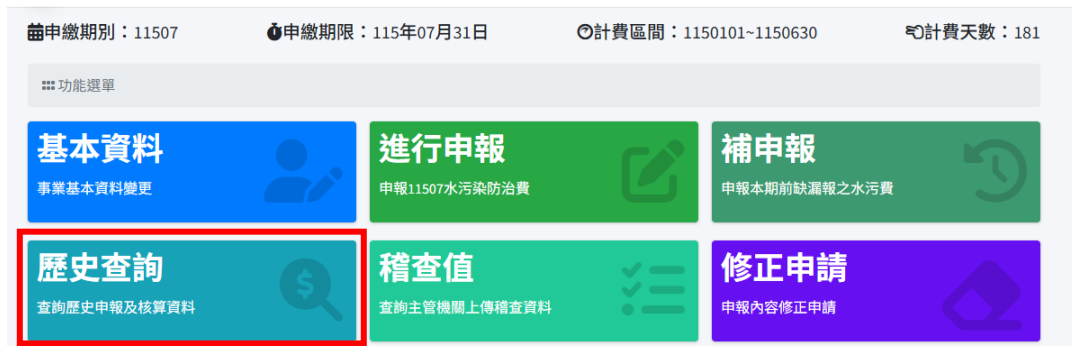 申繳期別：11507 申繳期限：115年07月31日 計費區間：1150101~1150630 計費天數：181
功能選單
基本資料 進行申報 補申報
事業基本資料變更 申報11507水污染防治費 申報本期前缺漏報之水污費
歷史查詢 稽查值 修正申請
查詢歷史申報及核算資料 查詢主管機關上傳稽查資料 申報內容修正申請